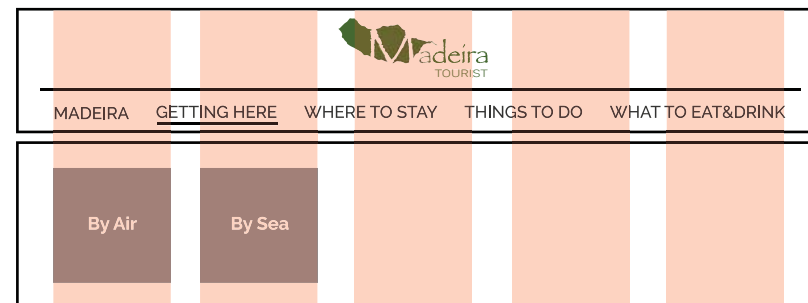 Madeira
TOURIST
MADEIRA GETTING HERE WHERE TO STAY THINGS TO DO WHAT TO EAT&DRINK
By Air By Sea